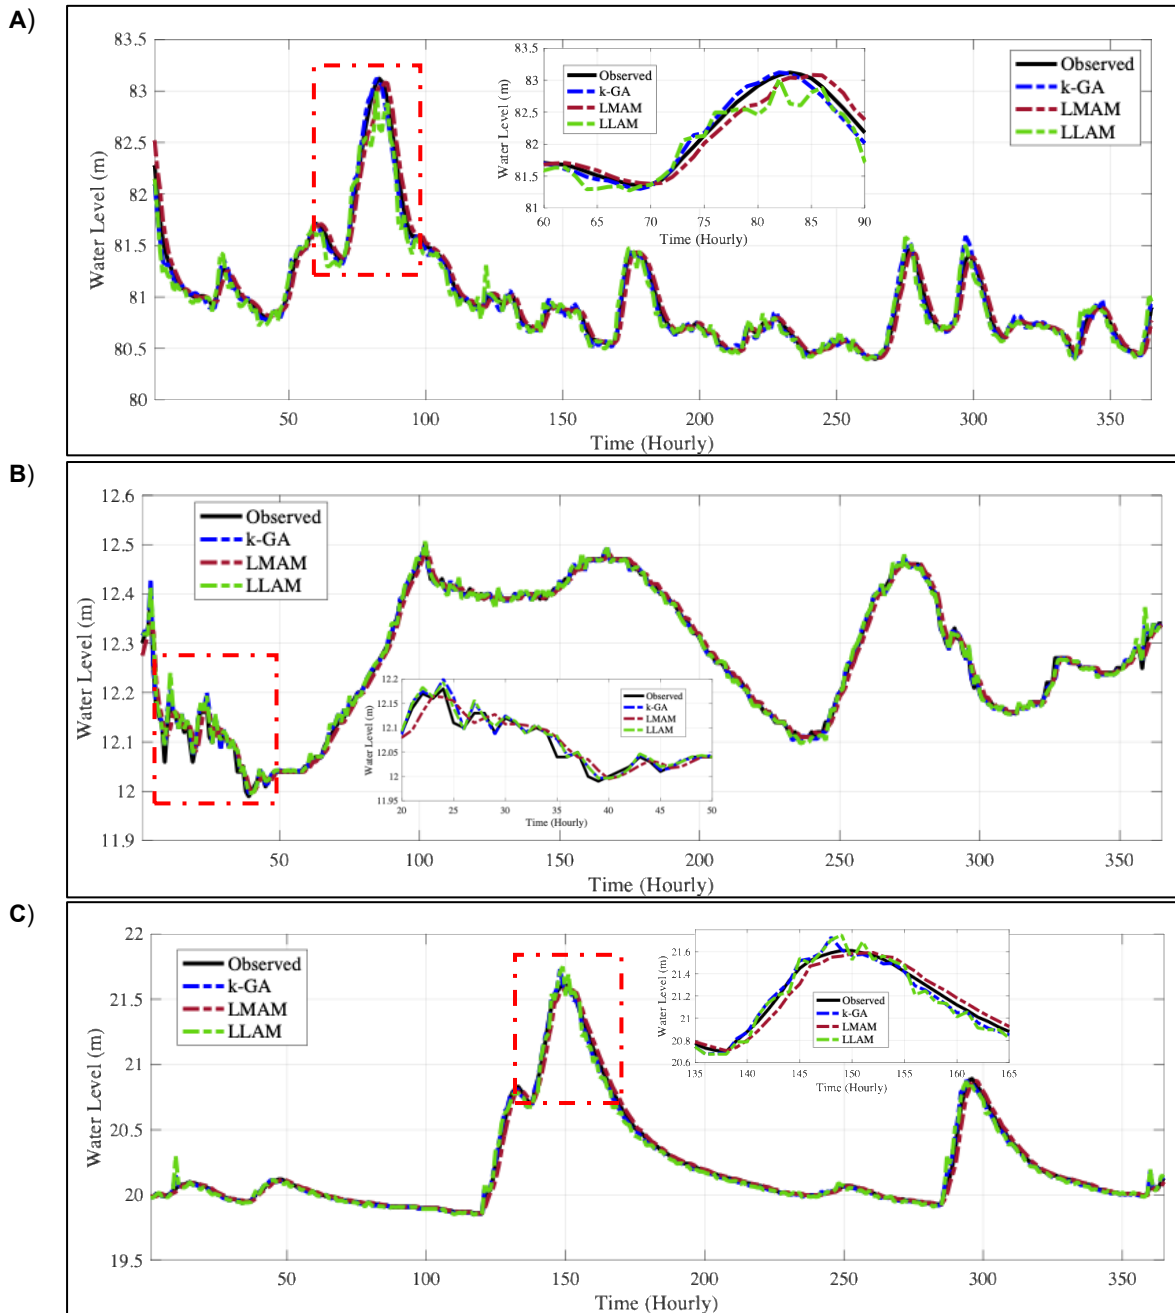 A)
83.5
83
82.5
82
81.5
81
80.5
80
Water Level (m)
50
100
150
200
250
300
350
Time (Hourly)
Observed
k-GA
LMAM
LLAM
83.5
83
82.5
82
81.5
81
Water Level (m)
60
65
70
75
80
85
90
Time (Hourly)
Observed
k-GA
LMAM
LLAM
B)
12.6
12.5
12.4
12.3
12.2
12.1
12
11.9
Water Level (m)
50
100
150
200
250
300
350
Time (Hourly)
Observed
k-GA
LMAM
LLAM
12.2
12.15
12.1
12.05
12
11.95
Water Level (m)
20
25
30
35
40
45
50
Time (Hourly)
Observed
k-GA
LMAM
LLAM
C)
22
21.5
21
20.5
20
19.5
Water Level (m)
50
100
150
200
250
300
350
Time (Hourly)
Observed
k-GA
LMAM
LLAM
21.6
21.4
21.2
21
20.8
20.6
Water Level (m)
135
140
145
150
155
160
165
Time (Hourly)
Observed
k-GA
LMAM
LLAM